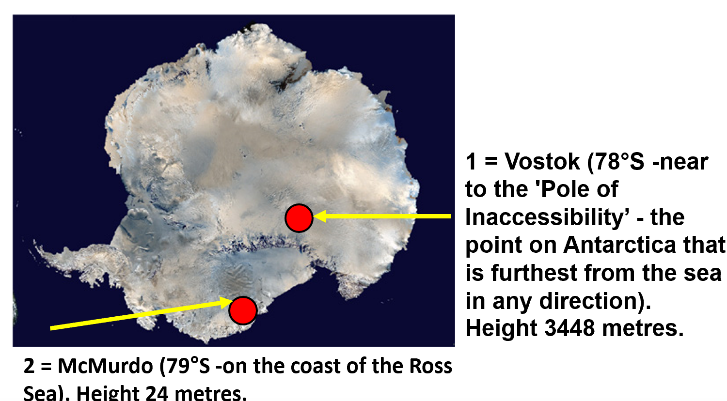 1 = Vostok (78°S -near
to the 'Pole of
Inaccessibility’ - the
point on Antarctica that
is furthest from the sea
in any direction).
Height 3448 metres.
2 = McMurdo (79°S -on the coast of the Ross
Sea). Height 24 metres.